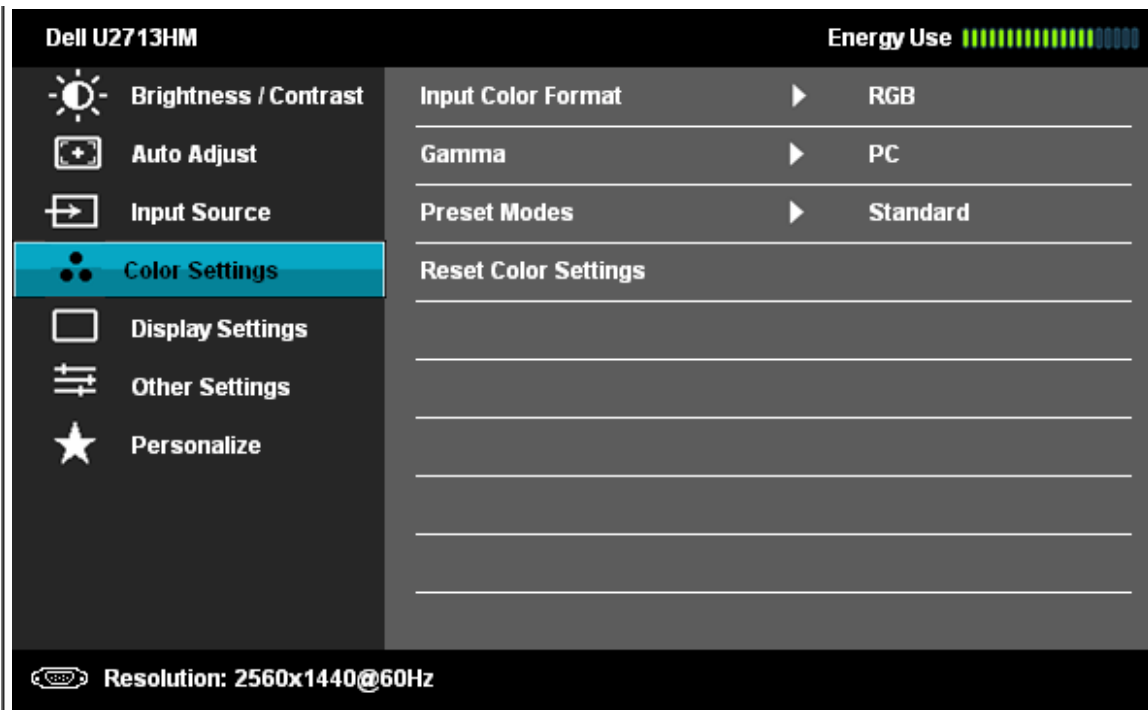 Dell U2713HM Energy Use
Brightness / Contrast Input Color Format RGB
Auto Adjust Gamma PC
Input Source Preset Modes Standard
Color Settings Reset Color Settings
Display Settings
Other Settings
Personalize
Resolution: 2560x1440@60Hz